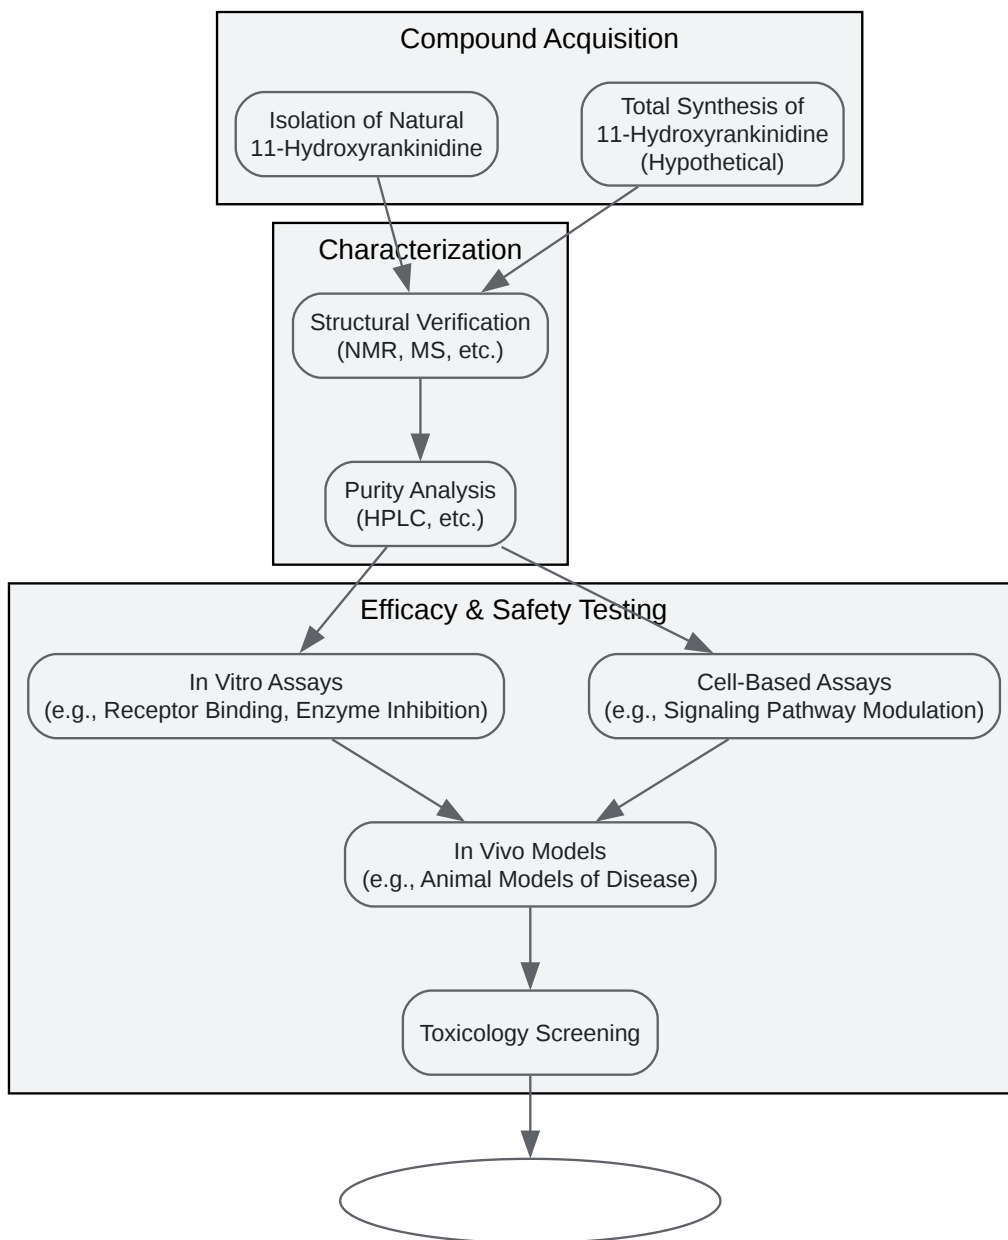 Compound Acquisition
Isolation of Natural
11-Hydroxyrankinidine
Total Synthesis of
11-Hydroxyrankinidine
(Hypothetical)
Characterization
Structural Verification
(NMR, MS, etc.)
Purity Analysis
(HPLC, etc.)
Efficacy & Safety Testing
In Vitro Assays
(e.g., Receptor Binding, Enzyme Inhibition)
Cell-Based Assays
(e.g., Signaling Pathway Modulation)
In Vivo Models
(e.g., Animal Models of Disease)
Toxicology Screening